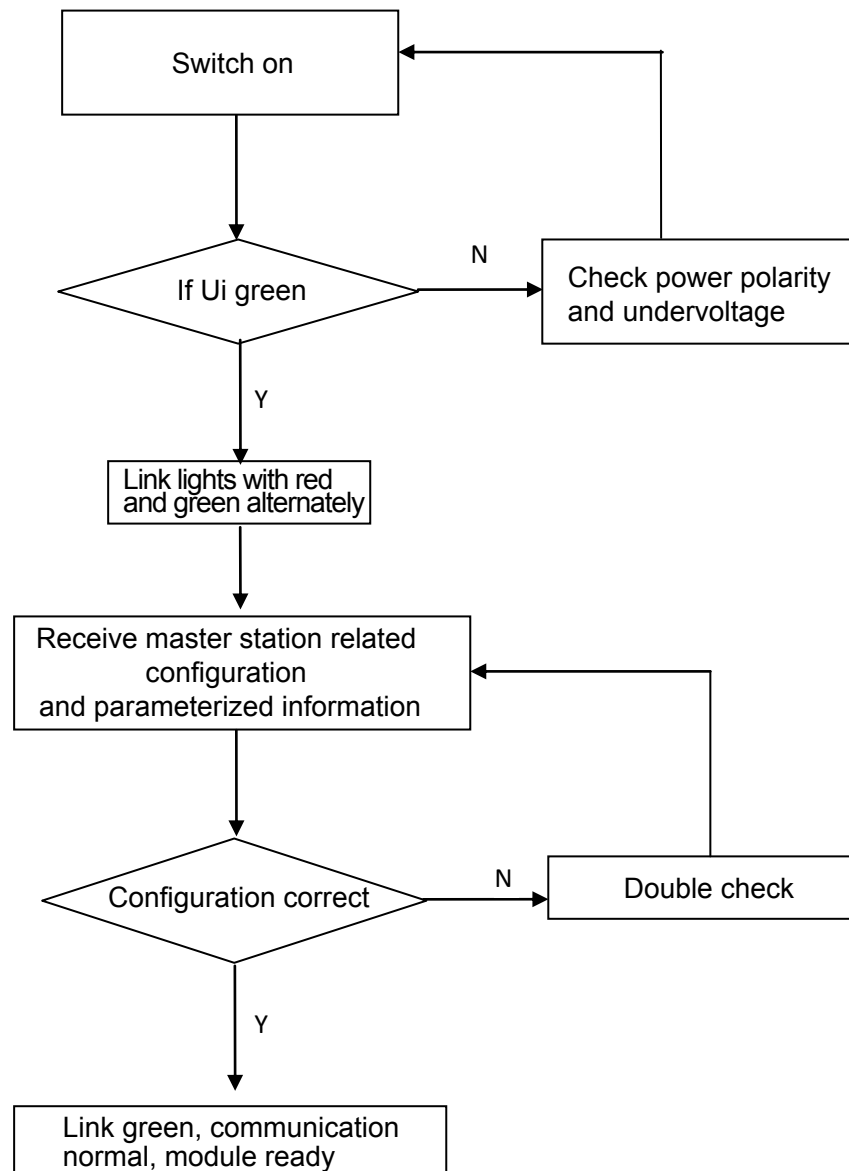 Switch on
If Ui green
N
Check power polarity
and undervoltage
Y
Link lights with red
and green alternately
Receive master station related
configuration
and parameterized information
Configuration correct
N
Double check
Y
Link green, communication
normal, module ready